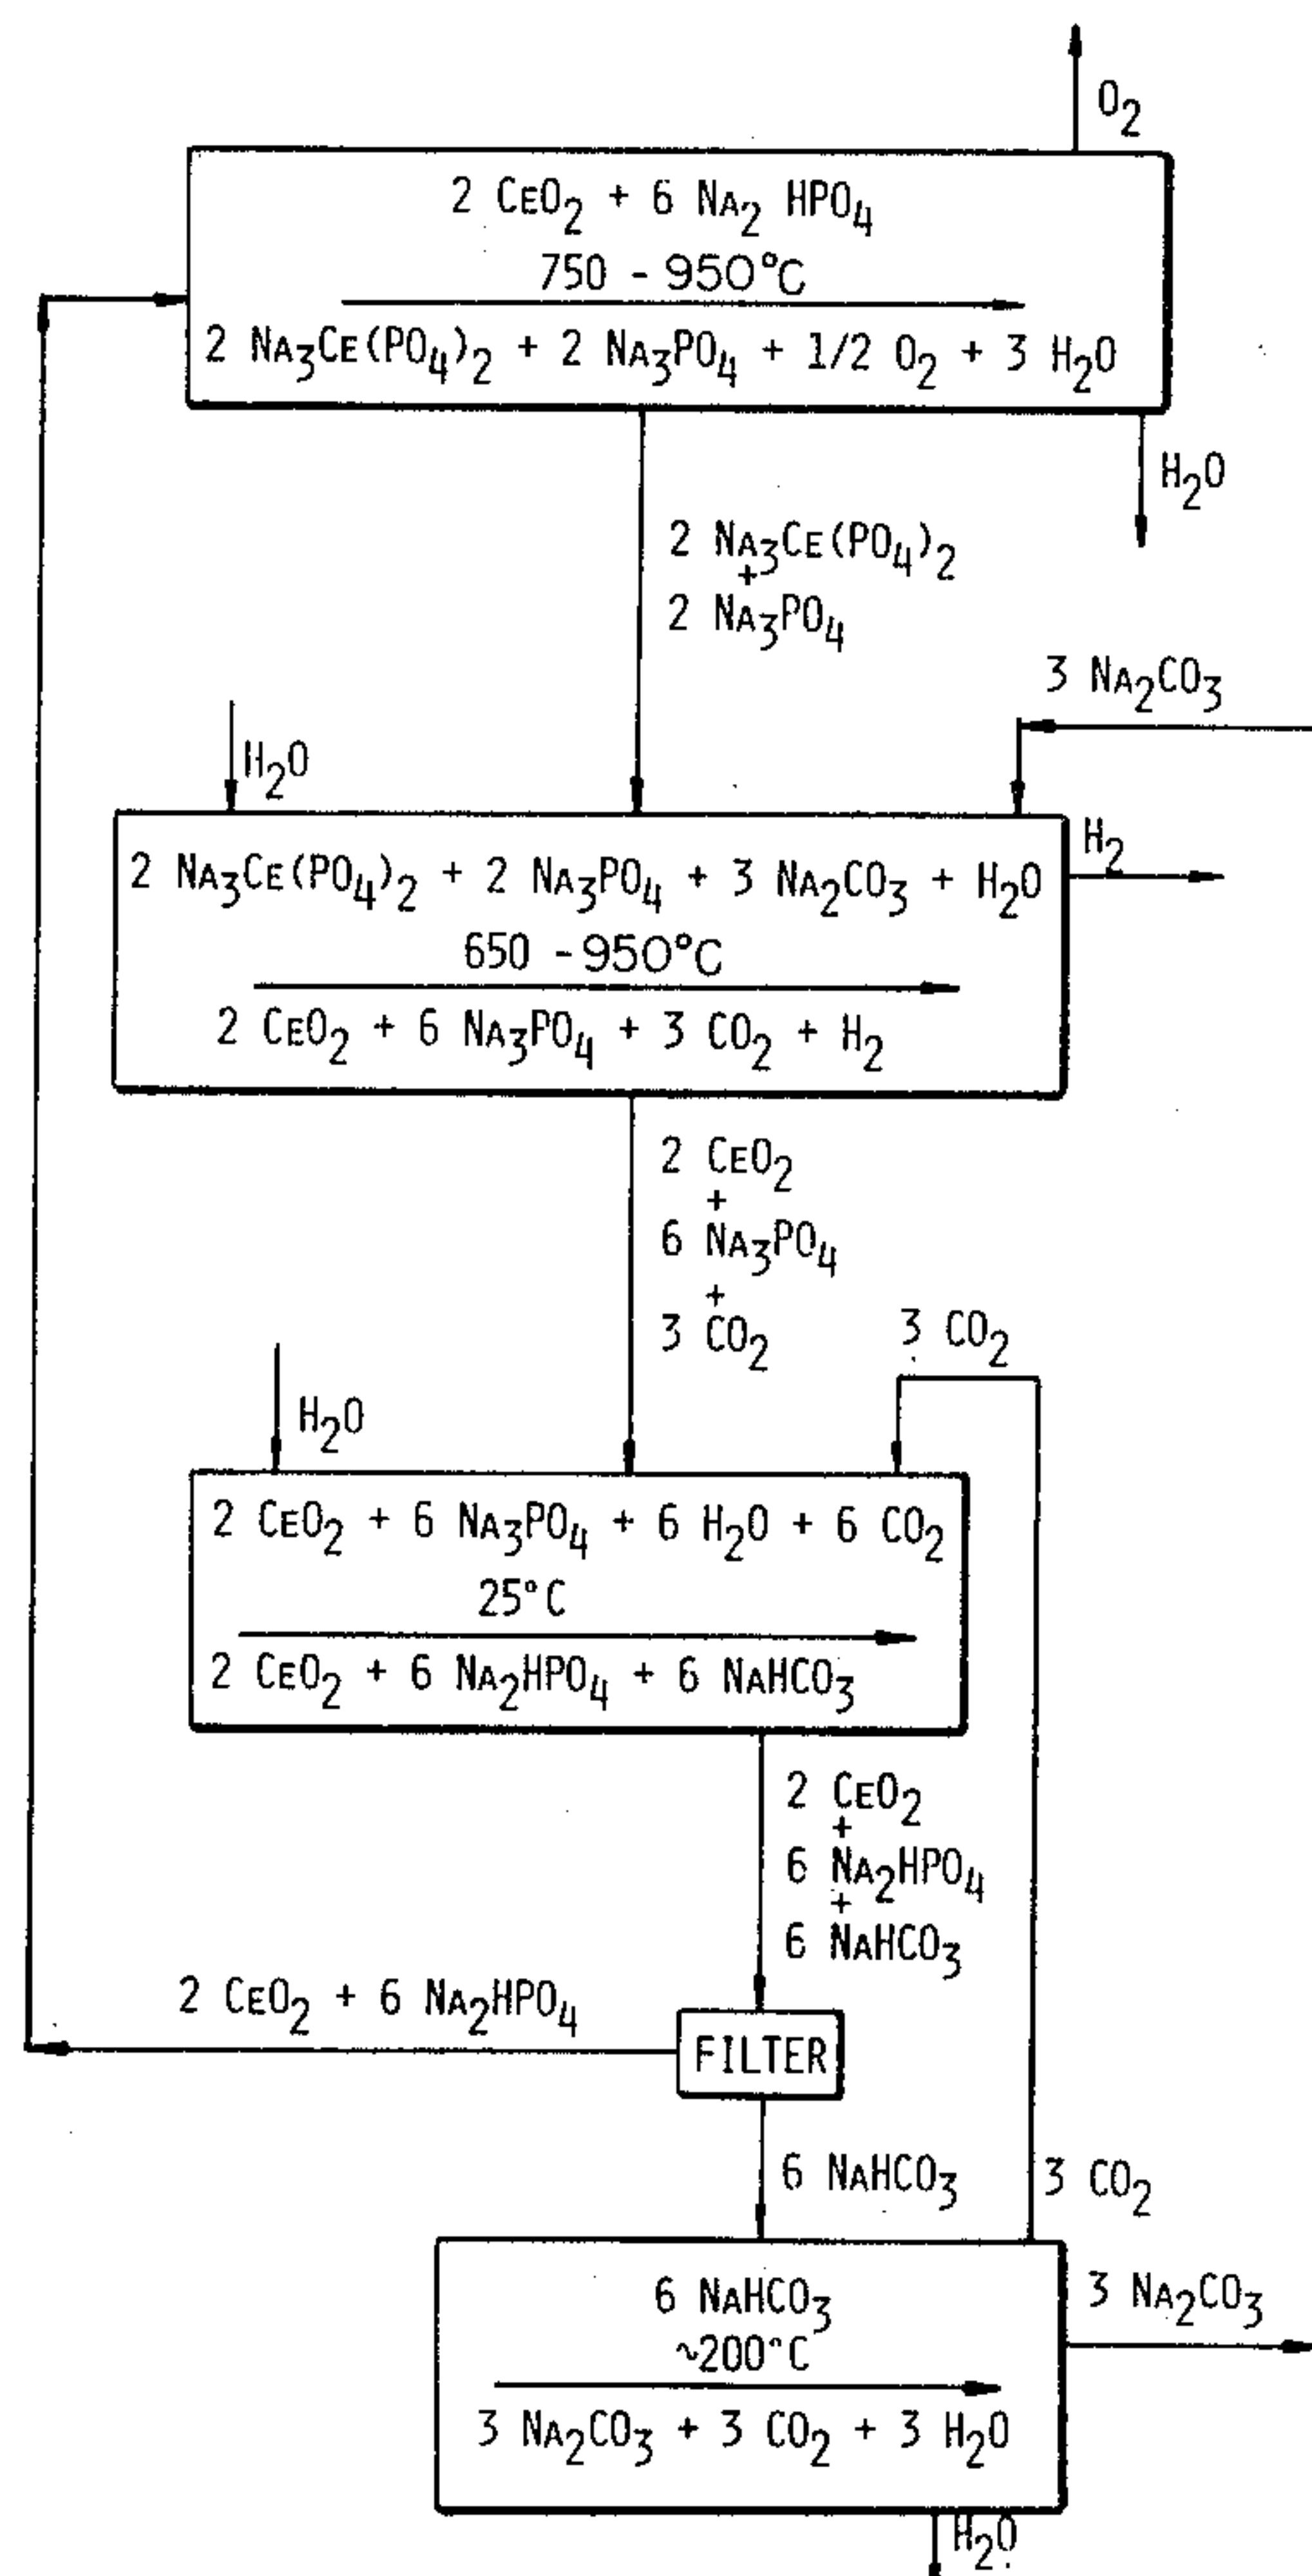 O₂
2 CeO₂ + 6 Na₂ HPO₄
750 - 950°C
2 Na₃Ce(PO₄)₂ + 2 Na₃PO₄ + 1/2 O₂ + 3 H₂O
H₂O
2 Na₃Ce(PO₄)₂
+
2 Na₃PO₄
3 Na₂CO₃
H₂O
H₂
2 Na₃Ce(PO₄)₂ + 2 Na₃PO₄ + 3 Na₂CO₃ + H₂O
650 - 950°C
2 CeO₂ + 6 Na₃PO₄ + 3 CO₂ + H₂
2 CeO₂
+
6 Na₃PO₄
+
3 CO₂
3 CO₂
H₂O
2 CeO₂ + 6 Na₃PO₄ + 6 H₂O + 6 CO₂
25°C
2 CeO₂ + 6 Na₂HPO₄ + 6 NaHCO₃
2 CeO₂
+
6 Na₂HPO₄
+
6 NaHCO₃
2 CeO₂ + 6 Na₂HPO₄
FILTER
6 NaHCO₃
3 CO₂
6 NaHCO₃
~200°C
3 Na₂CO₃ + 3 CO₂ + 3 H₂O
3 Na₂CO₃
H₂O